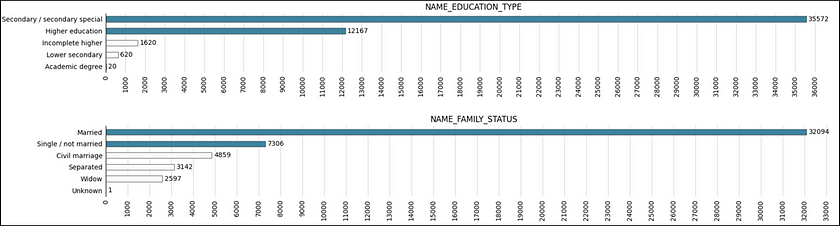 NAME_EDUCATION_TYPE
Secondary / secondary special 35572
Higher education 12167
Incomplete higher 1620
Lower secondary 620
Academic degree 20
0 1000 2000 3000 4000 5000 6000 7000 8000 9000 10000 11000 12000 13000 14000 15000 16000 17000 18000 19000 20000 21000 22000 23000 24000 25000 26000 27000 28000 29000 30000 31000 32000 33000 34000 35000 36000
NAME_FAMILY_STATUS
Married 32094
Single / not married 7306
Civil marriage 4859
Separated 3142
Widow 2597
Unknown 1
0 1000 2000 3000 4000 5000 6000 7000 8000 9000 10000 11000 12000 13000 14000 15000 16000 17000 18000 19000 20000 21000 22000 23000 24000 25000 26000 27000 28000 29000 30000 31000 32000 33000